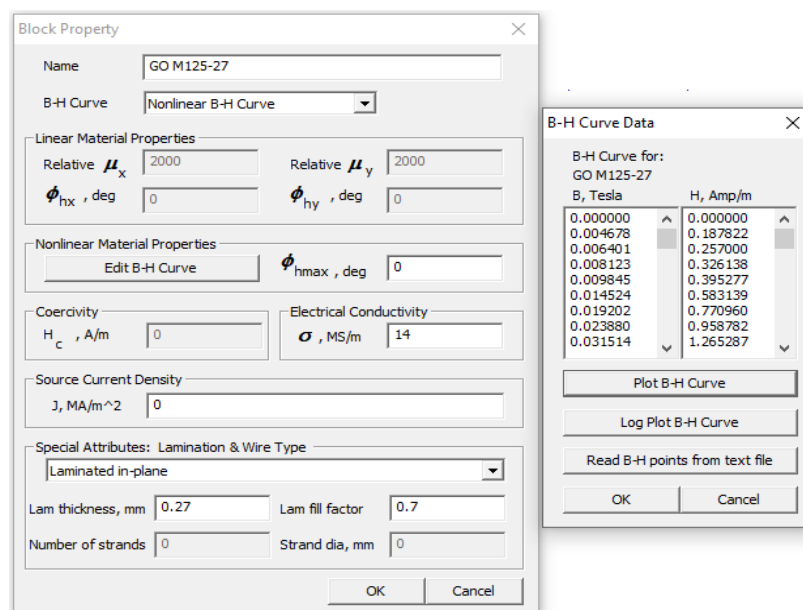 Block Property
Name GO M125-27
B-H Curve Nonlinear B-H Curve
Linear Material Properties
Relative μx 2000 Relative μy 2000
ϕhx , deg 0 ϕhy , deg 0
Nonlinear Material Properties
Edit B-H Curve ϕhmax , deg 0
Coercivity Electrical Conductivity
Hc , A/m 0 σ , MS/m 14
Source Current Density
J, MA/m^2 0
Special Attributes: Lamination & Wire Type
Laminated in-plane
Lam thickness, mm 0.27 Lam fill factor 0.7
Number of strands 0 Strand dia, mm 0
OK Cancel
B-H Curve Data
B-H Curve for:
GO M125-27
B, Tesla H, Amp/m
0.000000 0.000000
0.004678 0.187822
0.006401 0.257000
0.008123 0.326138
0.009845 0.395277
0.014524 0.583139
0.019202 0.770960
0.023880 0.958782
0.031514 1.265287
Plot B-H Curve
Log Plot B-H Curve
Read B-H points from text file
OK Cancel